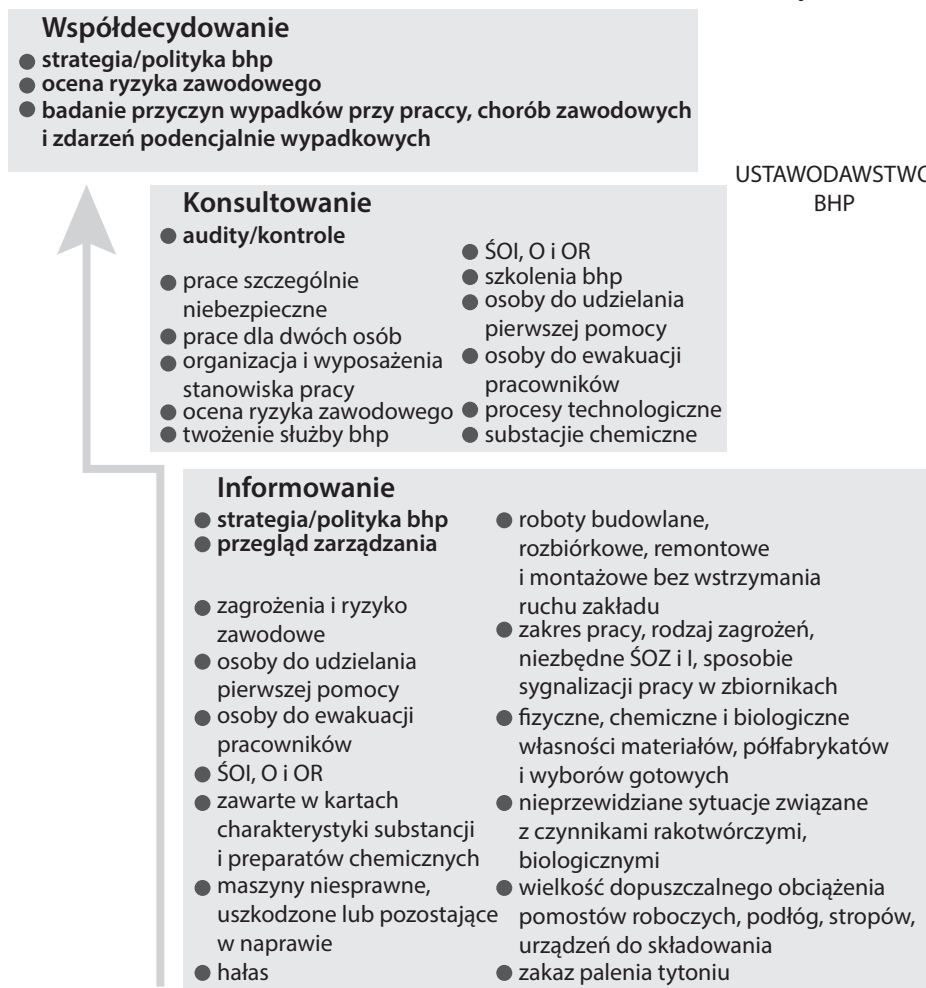 Współdecydowanie
● strategia/polityka bhp
● ocena ryzyka zawodowego
● badanie przyczyn wypadków przy praccy, chorób zawodowych
i zdarzeń podencjalnie wypadkowych
USTAWODAWSTWO
BHP
Konsultowanie
● audity/kontrole
● prace szczególnie
niebezpieczne
● prace dla dwóch osób
● organizacja i wyposażenia
stanowiska pracy
● ocena ryzyka zawodowego
● twożenie służby bhp
● ŚOI, O i OR
● szkolenia bhp
● osoby do udzielania
pierwszej pomocy
● osoby do ewakuacji
pracowników
● procesy technologiczne
● substacjie chemiczne
Informowanie
● strategia/polityka bhp
● przegląd zarządzania
● zagrożenia i ryzyko
zawodowe
● osoby do udzielania
pierwszej pomocy
● osoby do ewakuacji
pracowników
● ŚOI, O i OR
● zawarte w kartach
charakterystyki substancji
i preparatów chemicznych
● maszyny niesprawne,
uszkodzone lub pozostające
w naprawie
● hałas
● roboty budowlane,
rozbiórkowe, remontowe
i montażowe bez wstrzymania
ruchu zakładu
● zakres pracy, rodzaj zagrożeń,
niezbędne ŚOZ i I, sposobie
sygnalizacji pracy w zbiornikach
● fizyczne, chemiczne i biologiczne
własności materiałów, półfabrykatów
i wyborów gotowych
● nieprzewidziane sytuacje związane
z czynnikami rakotwórczymi,
biologicznymi
● wielkość dopuszczalnego obciążenia
pomostów roboczych, podłóg, stropów,
urządzeń do składowania
● zakaz palenia tytoniu